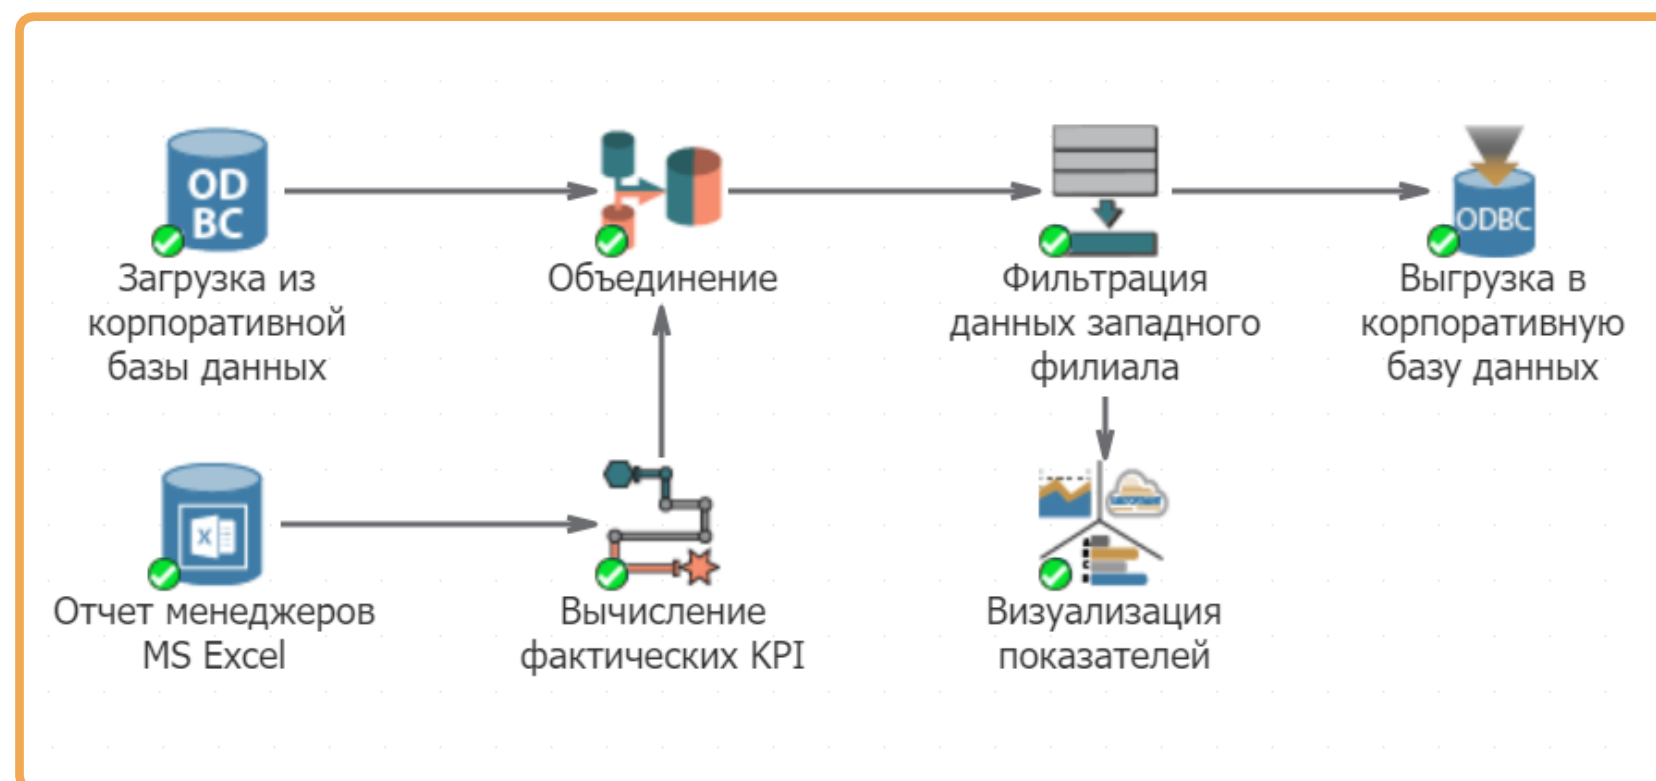 OD
BC
ODBC
Загрузка из
корпоративной
базы данных
Объединение
Фильтрация
данных западного
филиала
Выгрузка в
корпоративную
базу данных
X
Отчет менеджеров
MS Excel
Вычисление
фактических KPI
Визуализация
показателей